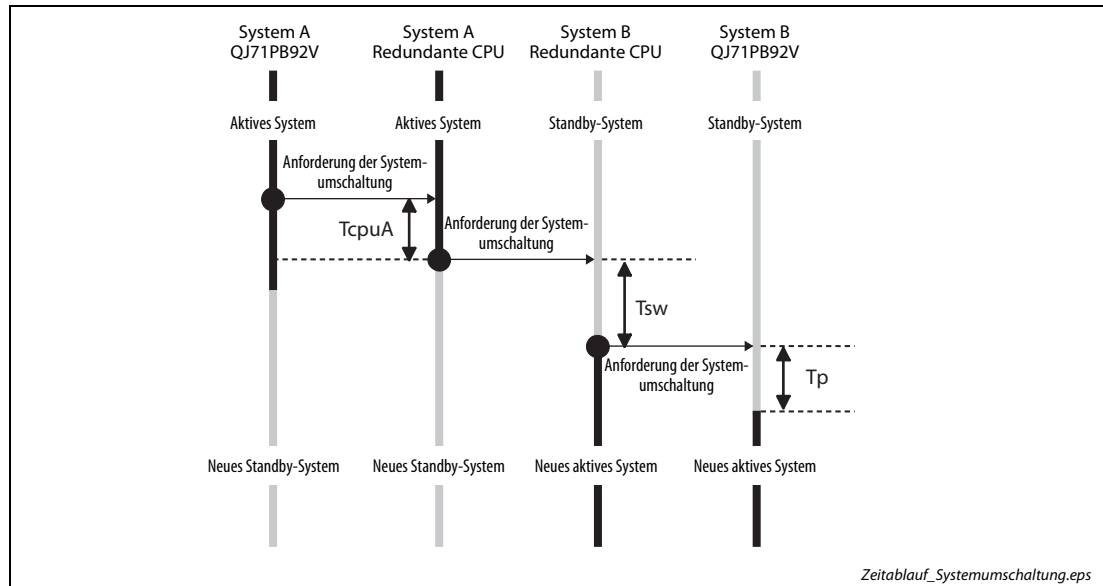 System A
QJ71PB92V
System A
Redundante CPU
System B
Redundante CPU
System B
QJ71PB92V
Aktives System
Aktives System
Standby-System
Standby-System
Anforderung der System-
umschaltung
TcpuA
Anforderung der System-
umschaltung
Tsw
Anforderung der System-
umschaltung
Tp
Neues Standby-System
Neues Standby-System
Neues aktives System
Neues aktives System
Zeitablauf_Systemumschaltung.eps